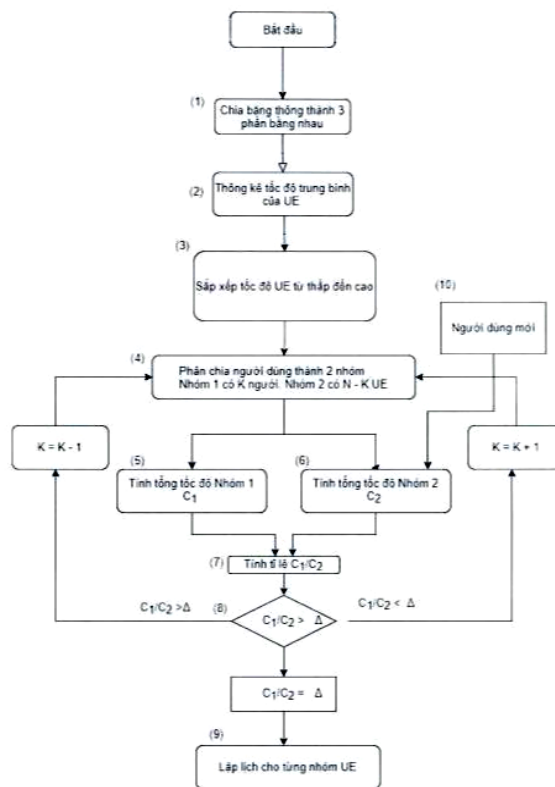 Bắt đầu
(1)
Chia băng thông thành 3
phần bằng nhau
(2)
Thông kê tốc độ trung bình
của UE
(3)
Sắp xếp tốc độ UE từ thấp đến cao
(10)
Người dùng mới
(4)
Phân chia người dùng thành 2 nhóm
Nhóm 1 có K người. Nhóm 2 có N - K UE
K = K - 1
K = K + 1
(5)
Tính tổng tốc độ Nhóm 1
C1
(6)
Tính tổng tốc độ Nhóm 2
C2
(7)
Tính tỉ lệ C1/C2
C1/C2 >Δ
(8)
C1/C2 > Δ
C1/C2 < Δ
C1/C2 = Δ
(9)
Lập lịch cho từng nhóm UE